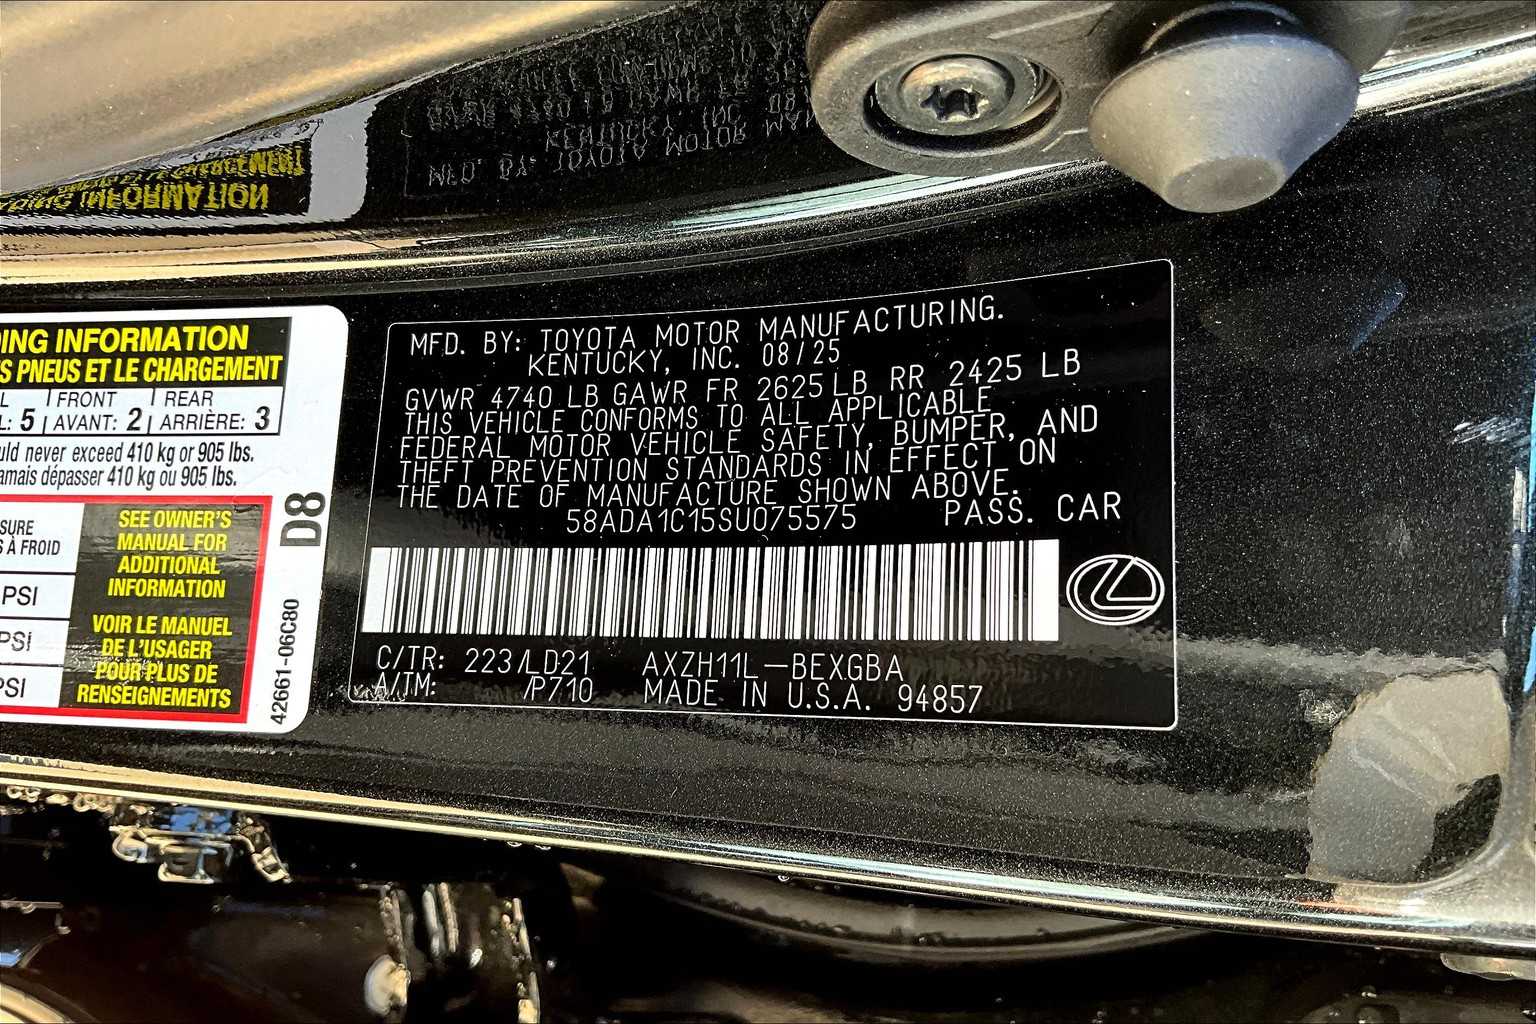 ING INFORMATION
S PNEUS ET LE CHARGEMENT
FRONT REAR
L: 5 AVANT: 2 ARRIÈRE: 3
uld never exceed 410 kg or 905 lbs.
amais dépasser 410 kg ou 905 lbs.
SURE
S À FROID
PSI
PSI
PSI
SEE OWNER'S
MANUAL FOR
ADDITIONAL
INFORMATION
VOIR LE MANUEL
DE L'USAGER
POUR PLUS DE
RENSEIGNEMENTS
D8
42661-06C80
MFD. BY: TOYOTA MOTOR MANUFACTURING.
KENTUCKY, INC. 08/25
GVWR 4740 LB GAWR FR 2625 LB RR 2425 LB
THIS VEHICLE CONFORMS TO ALL APPLICABLE
FEDERAL MOTOR VEHICLE SAFETY, BUMPER, AND
THEFT PREVENTION STANDARDS IN EFFECT ON
THE DATE OF MANUFACTURE SHOWN ABOVE.
58ADA1C15SU075575 PASS. CAR
C/TR: 223/LD21 AXZH11L-BEXGBA
A/TM: /P710 MADE IN U.S.A. 94857